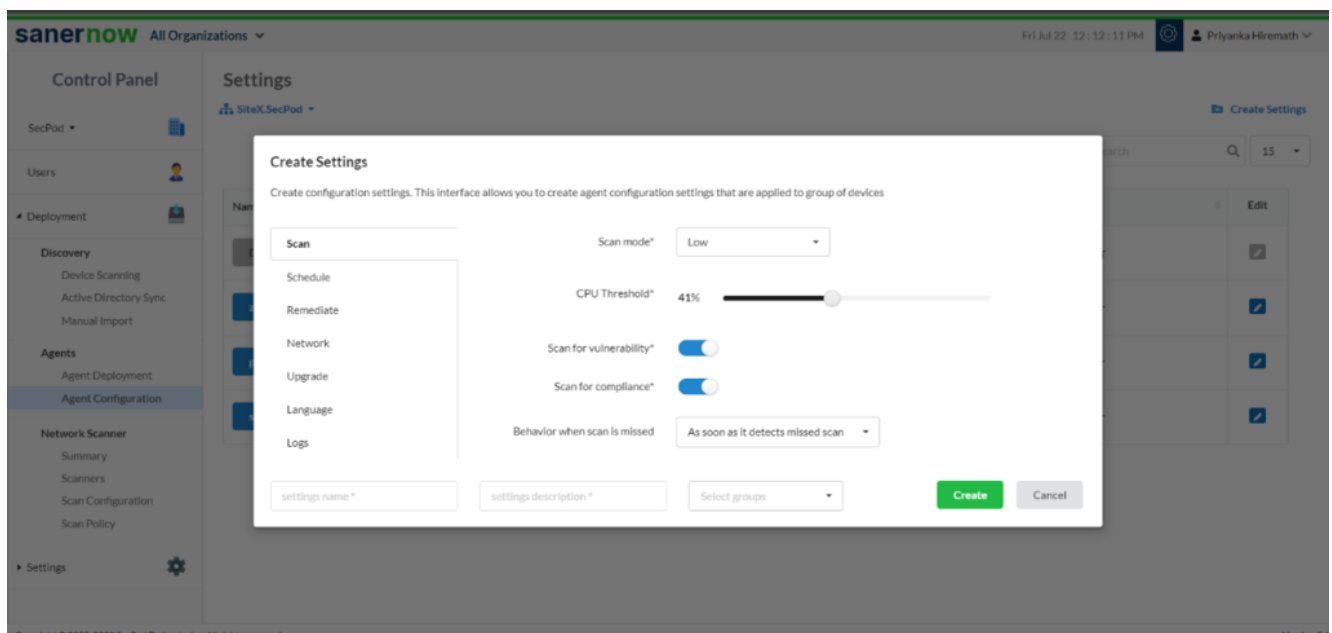 sanernow All Organizations
Fri Jul 22 12:12:11 PM
Priyanka Hiremath
Control Panel
SecPod
Users
Deployment
Discovery
Device Scanning
Active Directory Sync
Manual Import
Agents
Agent Deployment
Agent Configuration
Network Scanner
Summary
Scanners
Scan Configuration
Scan Policy
Settings
Settings
SiteX.SecPod
Create Settings
15
Edit
Create Settings
Create configuration settings. This interface allows you to create agent configuration settings that are applied to group of devices
Scan
Schedule
Remediate
Network
Upgrade
Language
Logs
Scan mode*
Low
CPU Threshold*
41%
Scan for vulnerability*
Scan for compliance*
Behavior when scan is missed
As soon as it detects missed scan
settings name *
settings description *
Select groups
Create
Cancel